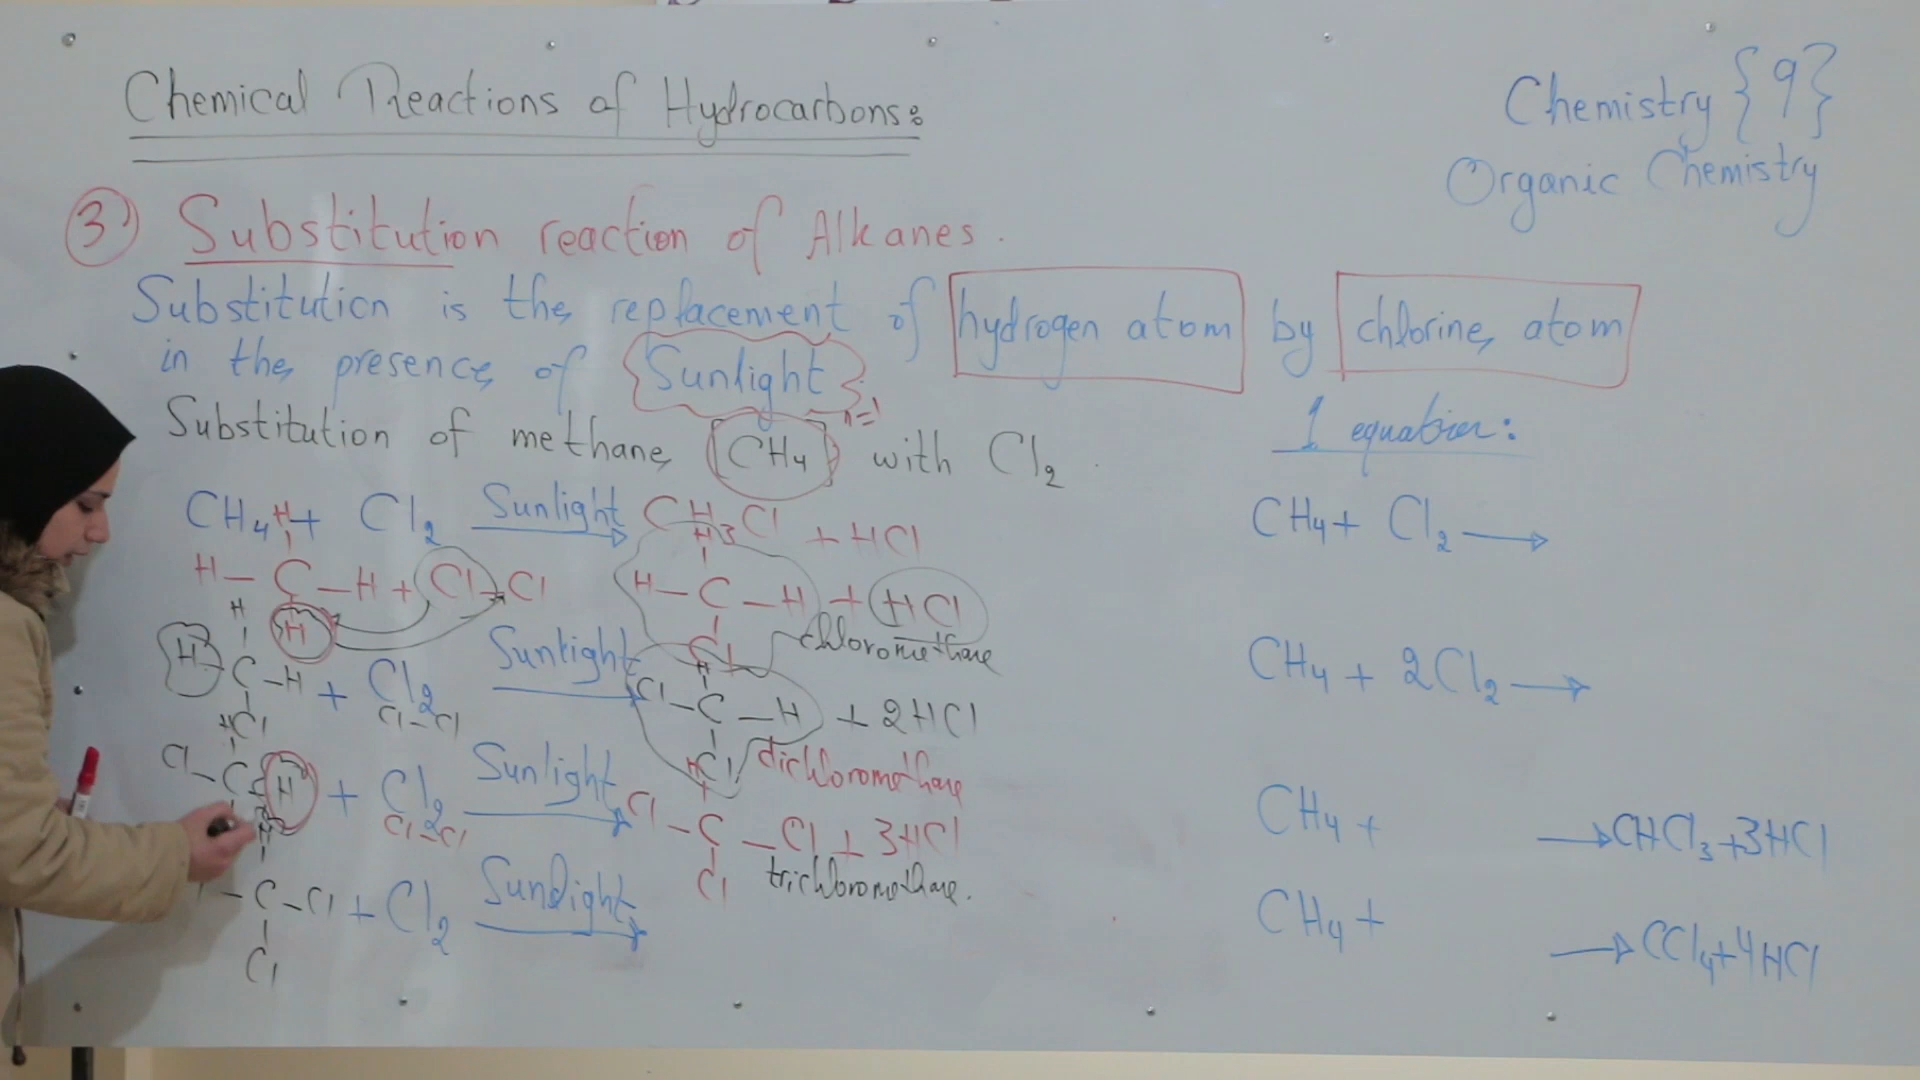 Chemical Reactions of Hydrocarbons:
Chemistry {9}
Organic Chemistry
3) Substitution reaction of Alkanes.
Substitution is the replacement of hydrogen atom by chlorine atom
in the presence of {Sunlight}
n=1
Substitution of methane [CH4] with Cl2.
CH4 + Cl2 Sunlight → CH3Cl + HCl
H
H – C – H + Cl – Cl
H
H
H – C – H + HCl
Cl
chloromethane
H
H – C – H + Cl2 Sunlight →
Cl
Cl – Cl
H
Cl – C – H + 2HCl
Cl
dichloromethane
H
Cl – C – H + Cl2 Sunlight →
Cl – Cl
H
Cl – C – Cl + 3HCl
Cl
trichloromethane.
H
– C – Cl + Cl2 Sunlight →
Cl
1 equation:
CH4 + Cl2 →
CH4 + 2Cl2 →
CH4 + → CHCl3 + 3HCl
CH4 + → CCl4 + 4HCl